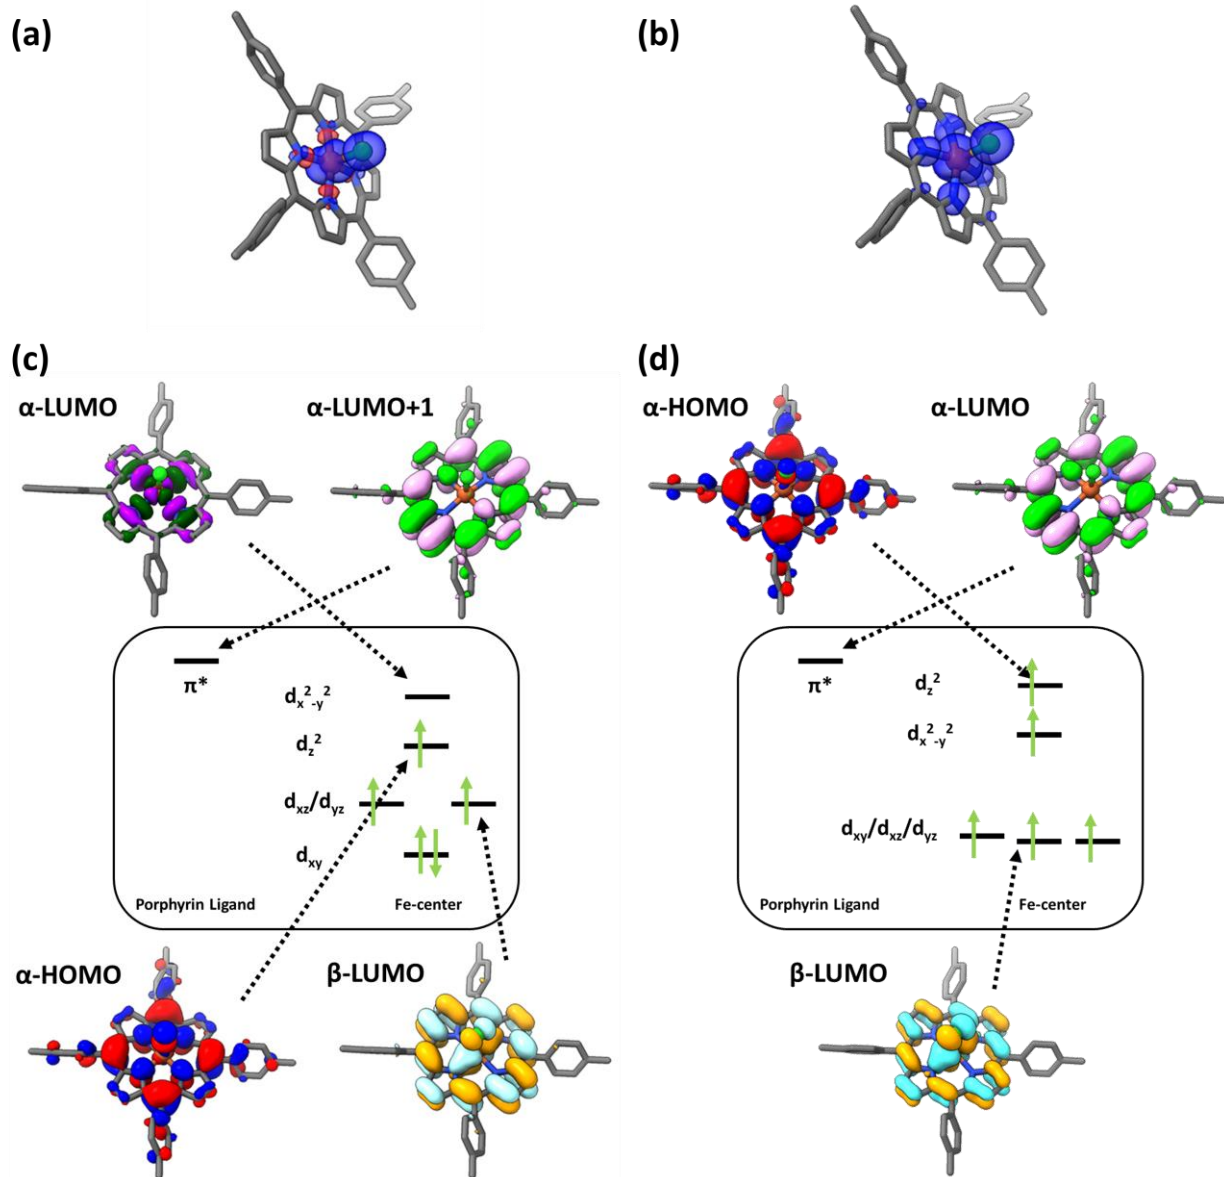 (a)
(b)
(c)
(d)
α-LUMO
α-LUMO+1
α-HOMO
α-LUMO
π*
dx²-y²
dz²
dxz/dyz
dxy
Porphyrin Ligand
Fe-center
π*
dz²
dx²-y²
dxy/dxz/dyz
Porphyrin Ligand
Fe-center
α-HOMO
β-LUMO
β-LUMO